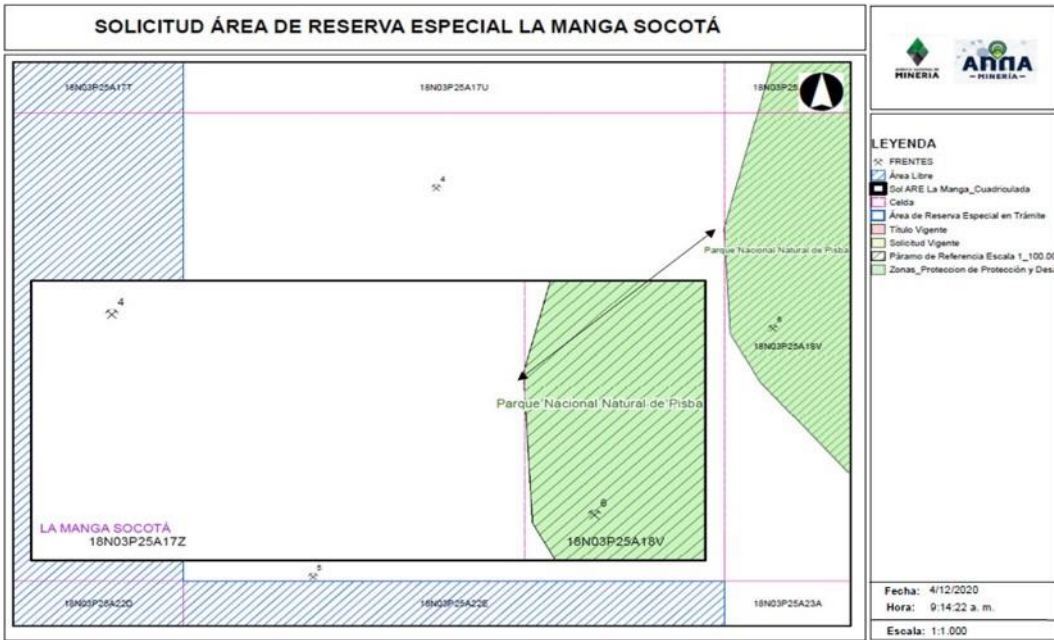 SOLICITUD ÁREA DE RESERVA ESPECIAL LA MANGA SOCOTÁ
MINERÍA
ANNA
–MINERÍA–
18N03P25A17T
18N03P25A17U
18N03P25
4
Parque Nacional Natural de Pisba
4
6
18N03P25A18V
Parque Nacional Natural de Pisba
6
LA MANGA SOCOTÁ
18N03P25A17Z
18N03P25A18V
5
18N03P25A22D
18N03P25A22E
18N03P25A23A
LEYENDA
FRENTES
Área Libre
Sol ARE La Manga_Cuadriculada
Celda
Área de Reserva Especial en Trámite
Título Vigente
Solicitud Vigente
Páramo de Referencia Escala 1_100.00
Zonas_Proteccion de Protección y Des
Fecha: 4/12/2020
Hora: 9:14:22 a. m.
Escala: 1:1.000